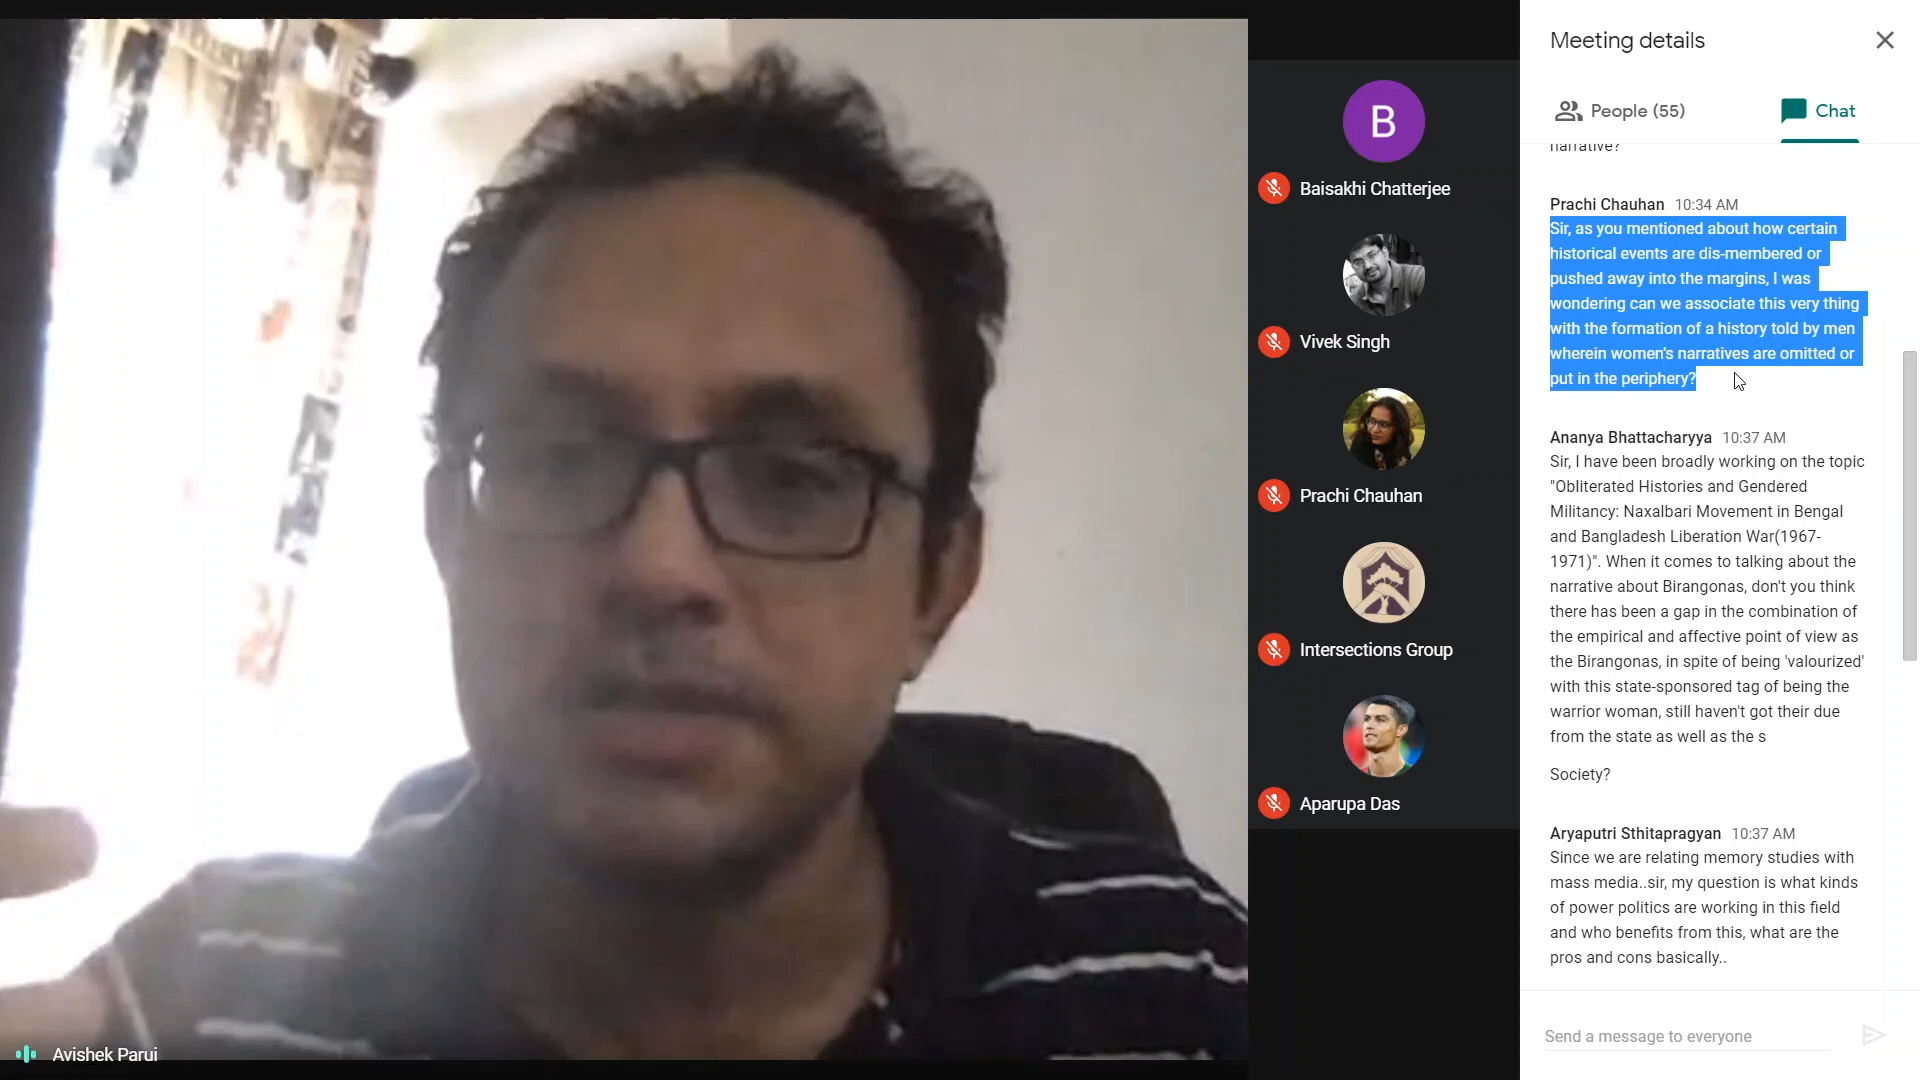 Meeting details
People (55)
Chat
narrative?
Prachi Chauhan 10:34 AM
Sir, as you mentioned about how certain
historical events are dis-membered or
pushed away into the margins, I was
wondering can we associate this very thing
with the formation of a history told by men
wherein women's narratives are omitted or
put in the periphery?
Ananya Bhattacharyya 10:37 AM
Sir, I have been broadly working on the topic
"Obliterated Histories and Gendered
Militancy: Naxalbari Movement in Bengal
and Bangladesh Liberation War(1967-
1971)". When it comes to talking about the
narrative about Birangonas, don't you think
there has been a gap in the combination of
the empirical and affective point of view as
the Birangonas, in spite of being 'valourized'
with this state-sponsored tag of being the
warrior woman, still haven't got their due
from the state as well as the s
Society?
Aryaputri Sthitapragyan 10:37 AM
Since we are relating memory studies with
mass media..sir, my question is what kinds
of power politics are working in this field
and who benefits from this, what are the
pros and cons basically..
Send a message to everyone
B
Baisakhi Chatterjee
Vivek Singh
Prachi Chauhan
Intersections Group
Aparupa Das
Avishek Parui